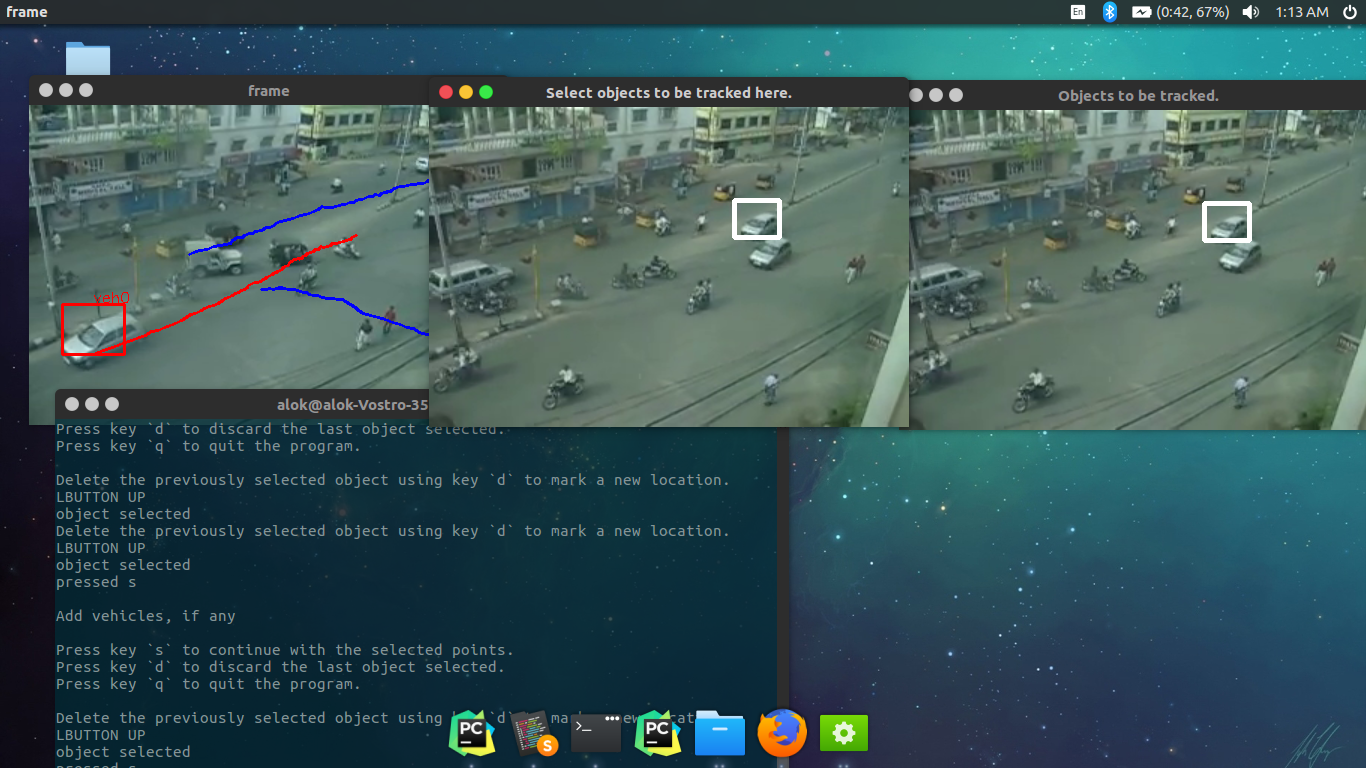 frame
En
(0:42, 67%)
1:13 AM
frame
Select objects to be tracked here.
Objects to be tracked.
veh0
alok@alok-Vostro-35
Press key `d` to discard the last object selected.
Press key `q` to quit the program.
Delete the previously selected object using key `d` to mark a new location.
LBUTTON UP
object selected
Delete the previously selected object using key `d` to mark a new location.
LBUTTON UP
object selected
pressed s
Add vehicles, if any
Press key `s` to continue with the selected points.
Press key `d` to discard the last object selected.
Press key `q` to quit the program.
Delete the previously selected object using
LBUTTON UP
object selected
pressed s
PC
S
>_
PC